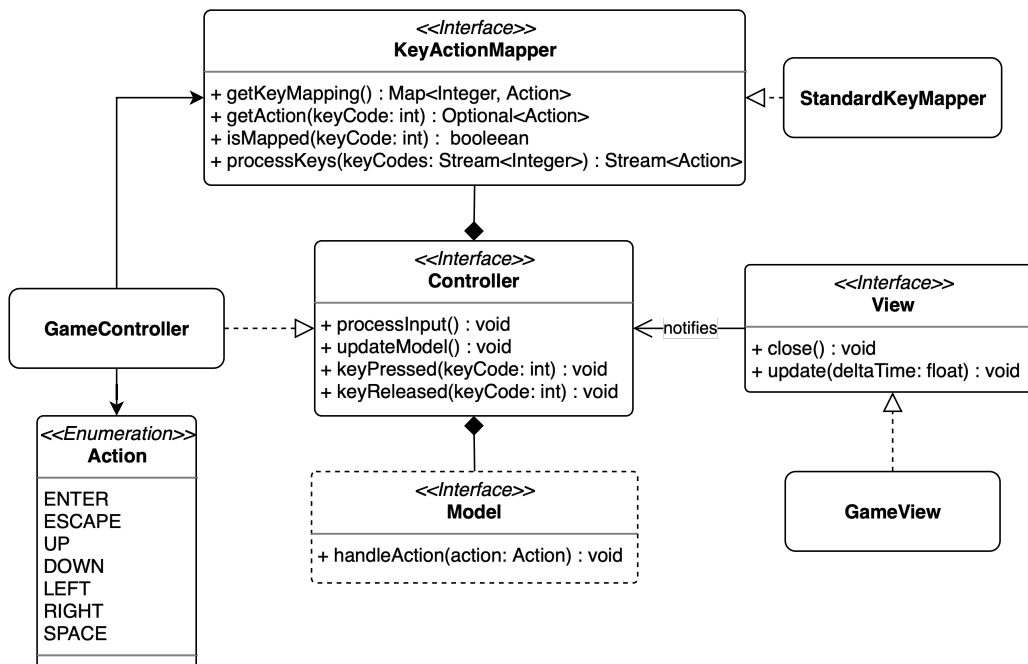 <<Interface>>
KeyActionMapper
+ getKeyMapping() : Map<Integer, Action>
+ getAction(keyCode: int) : Optional<Action>
+ isMapped(keyCode: int) :  booleean
+ processKeys(keyCodes: Stream<Integer>) : Stream<Action>
StandardKeyMapper
<<Interface>>
Controller
+ processInput() : void
+ updateModel() : void
+ keyPressed(keyCode: int) : void
+ keyReleased(keyCode: int) : void
GameController
notifies
<<Interface>>
View
+ close() : void
+ update(deltaTime: float) : void
<<Enumeration>>
Action
ENTER
ESCAPE
UP
DOWN
LEFT
RIGHT
SPACE
<<Interface>>
Model
+ handleAction(action: Action) : void
GameView